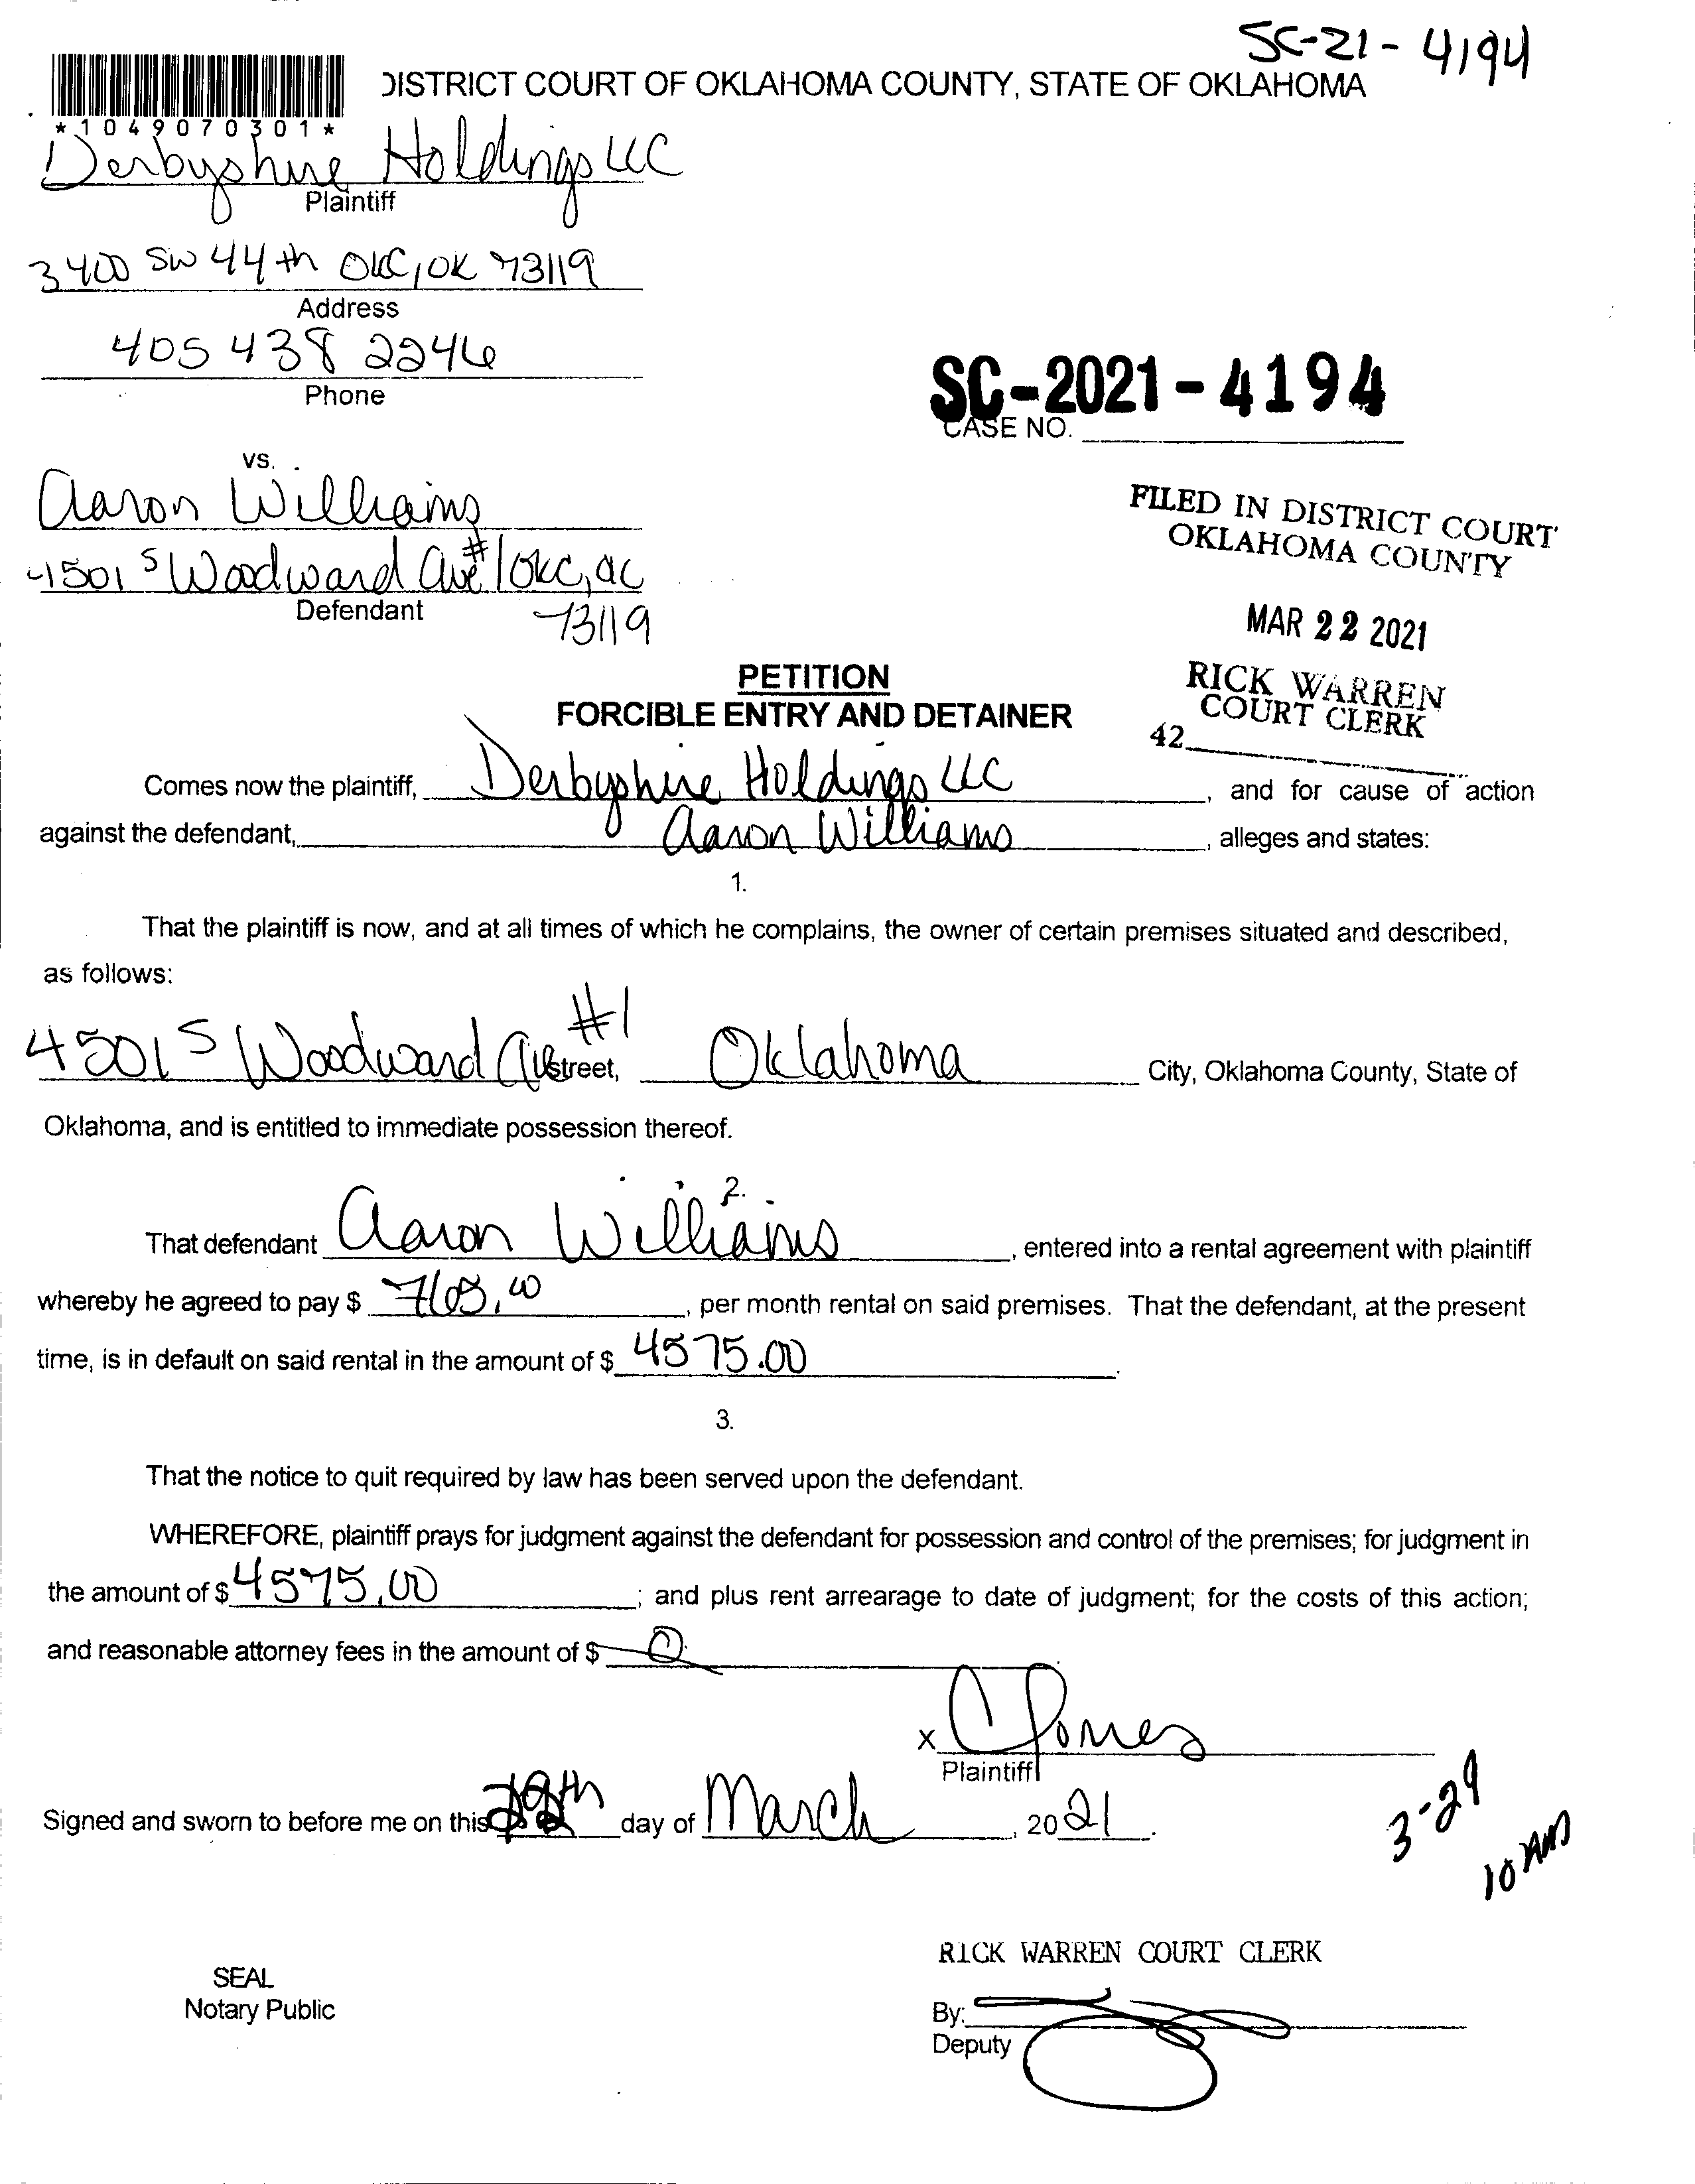 SC-21-4194
DISTRICT COURT OF OKLAHOMA COUNTY, STATE OF OKLAHOMA
*1049070301*
Derbyshire Holdings LLC
Plaintiff
3400 SW 44th OKC, OK 73119
Address
405 438 2246
Phone
SC-2021-4194
CASE NO.
vs.
Aaron Williams
4501 S Woodward Ave #1 OKC, OK
Defendant
73119
FILED IN DISTRICT COURT
OKLAHOMA COUNTY
MAR 22 2021
RICK WARREN
COURT CLERK
42
PETITION
FORCIBLE ENTRY AND DETAINER
Comes now the plaintiff, Derbyshire Holdings LLC, and for cause of action
against the defendant, Aaron Williams, alleges and states:
1.
That the plaintiff is now, and at all times of which he complains, the owner of certain premises situated and described,
as follows:
4501 S Woodward Ave #1 Street, Oklahoma City, Oklahoma County, State of
Oklahoma, and is entitled to immediate possession thereof.
2.
That defendant Aaron Williams, entered into a rental agreement with plaintiff
whereby he agreed to pay $, per month rental on said premises. That the defendant, at the present
time, is in default on said rental in the amount of $ 4575.00.
3.
That the notice to quit required by law has been served upon the defendant.
WHEREFORE, plaintiff prays for judgment against the defendant for possession and control of the premises; for judgment in
the amount of $ 4575.00; and plus rent arrearage to date of judgment; for the costs of this action;
and reasonable attorney fees in the amount of $ 0
x
Plaintiff
Signed and sworn to before me on this day of March, 2021.
3-29
10 AM
RICK WARREN COURT CLERK
SEAL
Notary Public
By:
Deputy